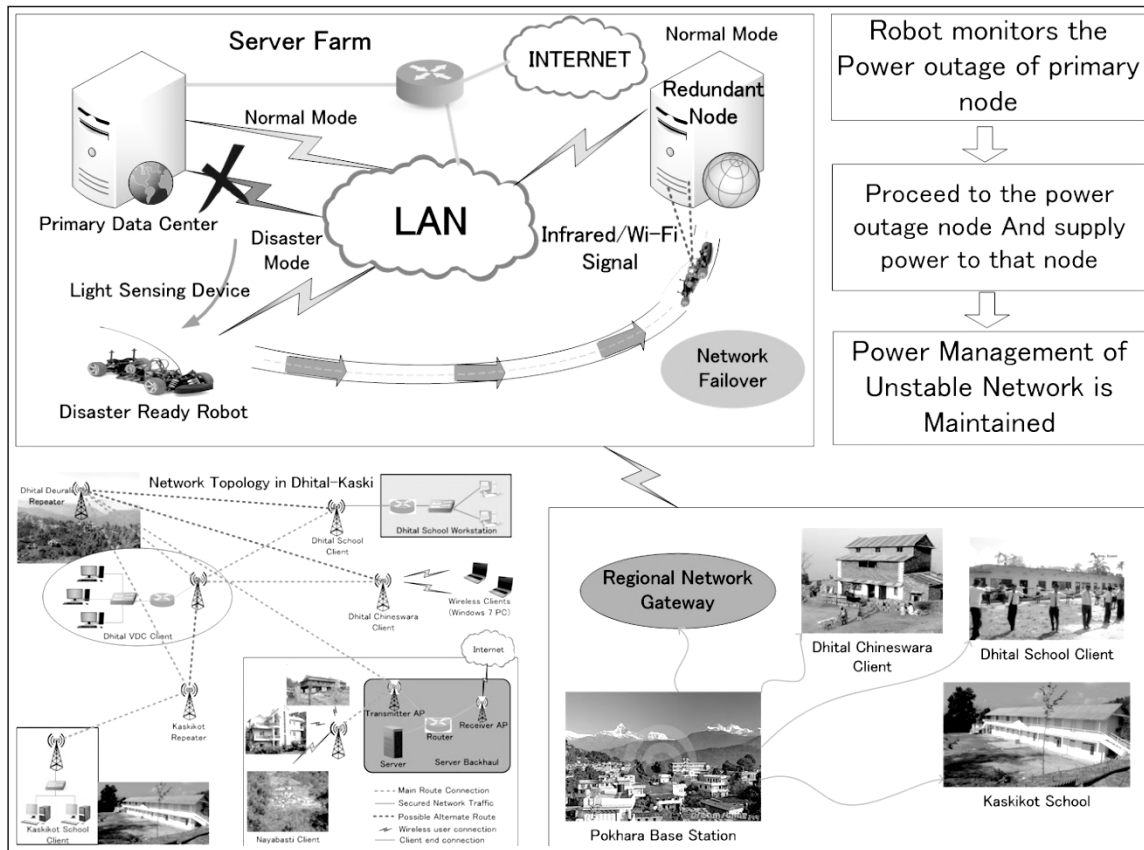 Server Farm
INTERNET
Normal Mode
Redundant
Node
Normal Mode
Primary Data Center
LAN
Disaster
Mode
Infrared/Wi-Fi
Signal
Light Sensing Device
Network
Failover
Disaster Ready Robot
Robot monitors the
Power outage of primary
node
Proceed to the power
outage node And supply
power to that node
Power Management of
Unstable Network is
Maintained
Network Topology in Dhital-Kaski
Dhital Deurali
Repeater
Dhital School
Client
Dhital School Workstation
Dhital VDC Client
Dhital Chineswara
Client
Wireless Clients
(Windows 7 PC)
Internet
Kaskikot
Repeater
Transmitter AP
Receiver AP
Router
Server
Server Backhaul
Kaskikot School
Client
Nayabasti Client
Main Route Connection
Secured Network Traffic
Possible Alternate Route
Wireless user connection
Client end connection
Regional Network
Gateway
Dhital Chineswara
Client
Dhital School Client
Pokhara Base Station
Kaskikot School